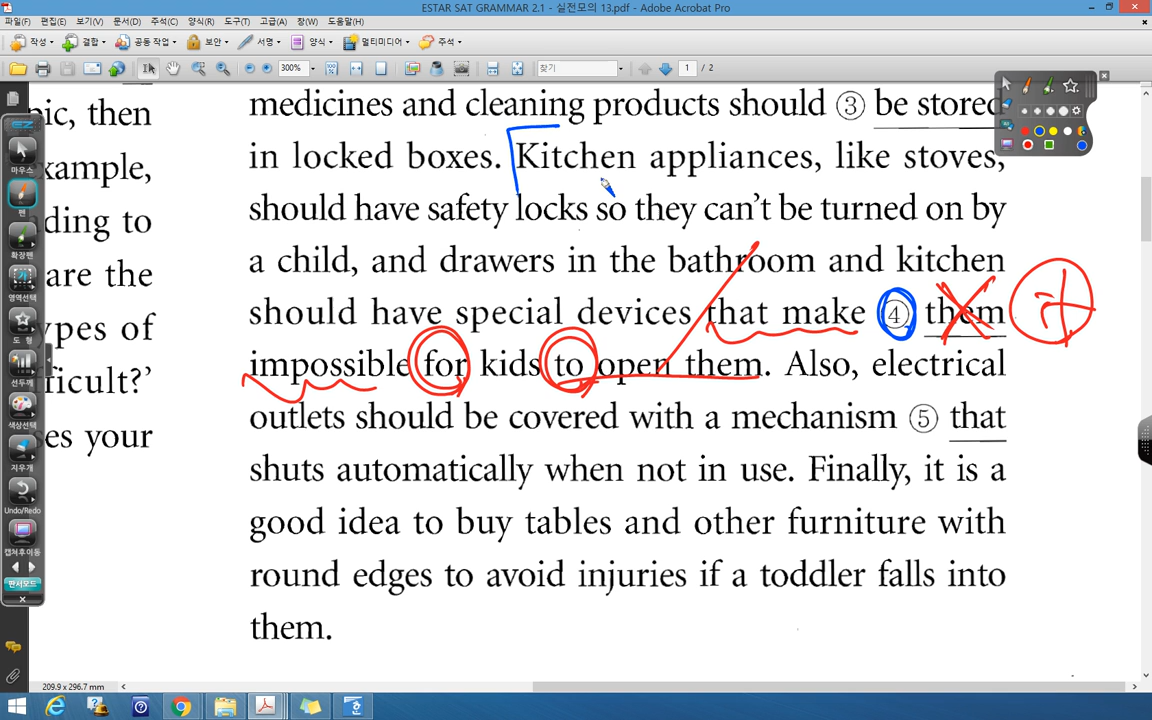 ESTAR SAT GRAMMAR 2.1 - 실전모의 13.pdf - Adobe Acrobat Pro
파일(F) 편집(E) 보기(V) 문서(D) 주석(C) 양식(R) 도구(T) 고급(A) 창(W) 도움말(H)
작성 결합 공동 작업 보안 서명 양식 멀티미디어 주석
300% 찾기 1 / 2
pic, then
xample,
ding to
are the
ypes of
ficult?'
ses your
medicines and cleaning products should ③ be stored
in locked boxes. Kitchen appliances, like stoves,
should have safety locks so they can't be turned on by
a child, and drawers in the bathroom and kitchen
should have special devices that make ④ them it
impossible for kids to open them. Also, electrical
outlets should be covered with a mechanism ⑤ that
shuts automatically when not in use. Finally, it is a
good idea to buy tables and other furniture with
round edges to avoid injuries if a toddler falls into
them.
EZ
마우스
펜
확장펜
영역선택
도 형
선두께
색상선택
지우개
Undo/Redo
캡쳐후이동
판서모드
209.9 x 296.7 mm